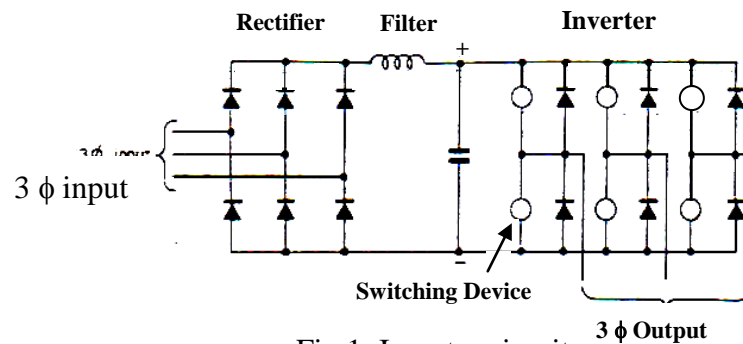 Rectifier Filter Inverter
+
3 ϕ input
−
Switching Device
3 ϕ Output